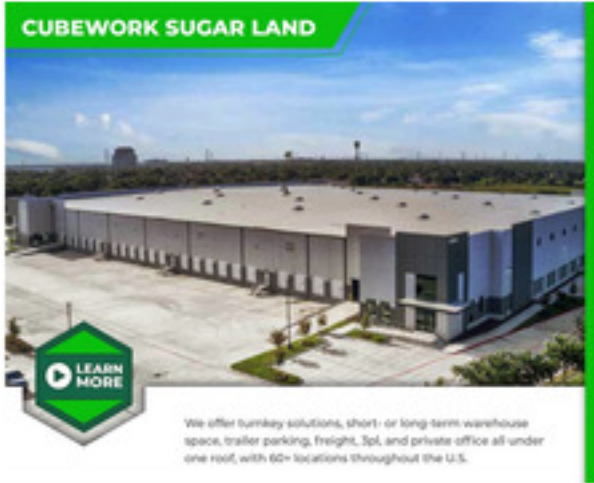 CUBEWORK SUGAR LAND
LEARN
MORE
We offer turnkey solutions, short- or long-term warehouse
space, trailer parking, freight, 3pl, and private office all under
one roof, with 60+ locations throughout the U.S.